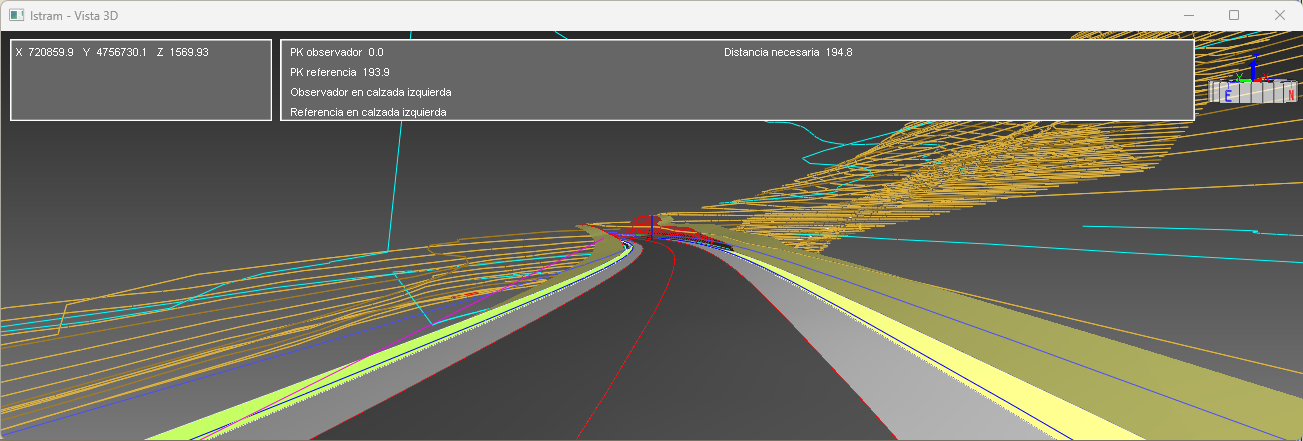 Istram - Vista 3D
X 720859.9 Y 4756730.1 Z 1569.93
PK observador 0.0
Distancia necesaria 194.8
PK referencia 193.9
Observador en calzada izquierda
Referencia en calzada izquierda
E
N